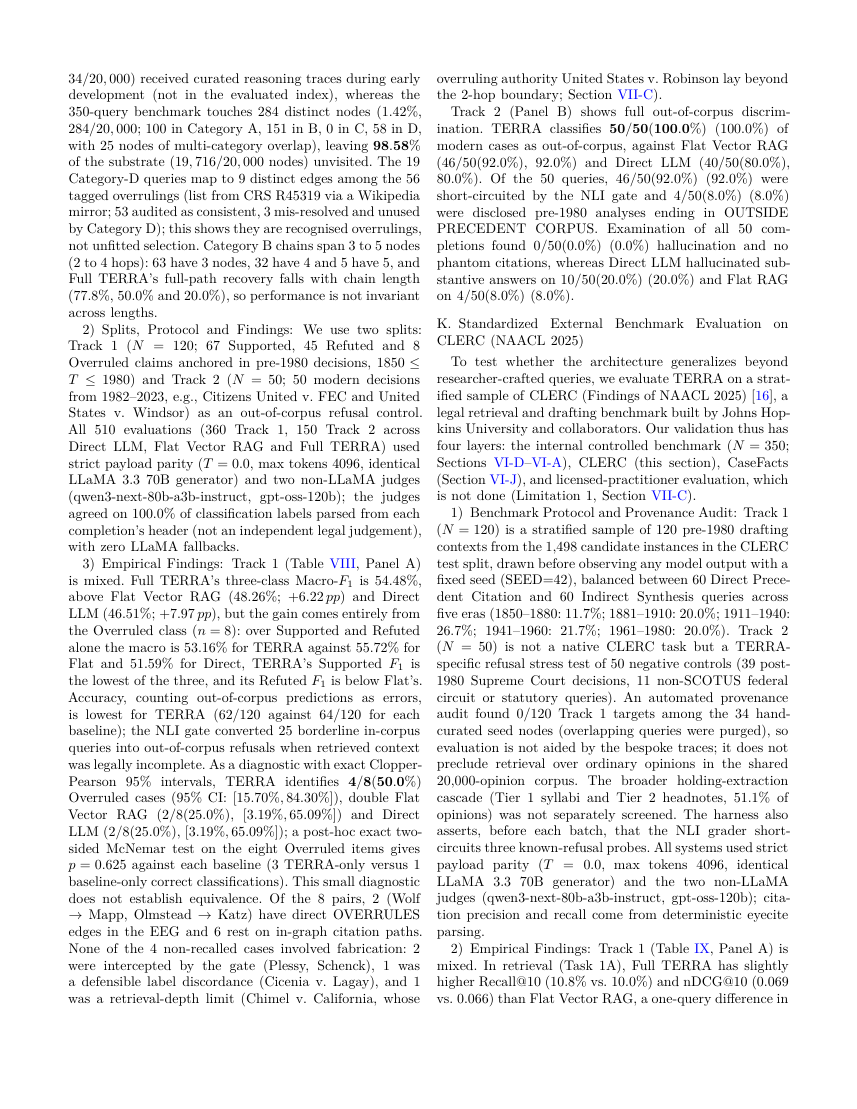 34/20,000) received curated reasoning traces during early
development (not in the evaluated index), whereas the
350-query benchmark touches 284 distinct nodes (1.42%,
284/20,000; 100 in Category A, 151 in B, 0 in C, 58 in D,
with 25 nodes of multi-category overlap), leaving 98.58%
of the substrate (19,716/20,000 nodes) unvisited. The 19
Category-D queries map to 9 distinct edges among the 56
tagged overrulings (list from CRS R45319 via a Wikipedia
mirror; 53 audited as consistent, 3 mis-resolved and unused
by Category D); this shows they are recognised overrulings,
not unfitted selection. Category B chains span 3 to 5 nodes
(2 to 4 hops): 63 have 3 nodes, 32 have 4 and 5 have 5, and
Full TERRA's full-path recovery falls with chain length
(77.8%, 50.0% and 20.0%), so performance is not invariant
across lengths.
2) Splits, Protocol and Findings: We use two splits:
Track 1 (N = 120; 67 Supported, 45 Refuted and 8
Overruled claims anchored in pre-1980 decisions, 1850 ≤
T ≤ 1980) and Track 2 (N = 50; 50 modern decisions
from 1982–2023, e.g., Citizens United v. FEC and United
States v. Windsor) as an out-of-corpus refusal control.
All 510 evaluations (360 Track 1, 150 Track 2 across
Direct LLM, Flat Vector RAG and Full TERRA) used
strict payload parity (T = 0.0, max tokens 4096, identical
LLaMA 3.3 70B generator) and two non-LLaMA judges
(qwen3-next-80b-a3b-instruct, gpt-oss-120b); the judges
agreed on 100.0% of classification labels parsed from each
completion's header (not an independent legal judgement),
with zero LLaMA fallbacks.
3) Empirical Findings: Track 1 (Table VIII, Panel A)
is mixed. Full TERRA's three-class Macro-F1 is 54.48%,
above Flat Vector RAG (48.26%; +6.22 pp) and Direct
LLM (46.51%; +7.97 pp), but the gain comes entirely from
the Overruled class (n = 8): over Supported and Refuted
alone the macro is 53.16% for TERRA against 55.72% for
Flat and 51.59% for Direct, TERRA's Supported F1 is
the lowest of the three, and its Refuted F1 is below Flat's.
Accuracy, counting out-of-corpus predictions as errors,
is lowest for TERRA (62/120 against 64/120 for each
baseline); the NLI gate converted 25 borderline in-corpus
queries into out-of-corpus refusals when retrieved context
was legally incomplete. As a diagnostic with exact Clopper-
Pearson 95% intervals, TERRA identifies 4/8(50.0%)
Overruled cases (95% CI: [15.70%, 84.30%]), double Flat
Vector RAG (2/8(25.0%), [3.19%, 65.09%]) and Direct
LLM (2/8(25.0%), [3.19%, 65.09%]); a post-hoc exact two-
sided McNemar test on the eight Overruled items gives
p = 0.625 against each baseline (3 TERRA-only versus 1
baseline-only correct classifications). This small diagnostic
does not establish equivalence. Of the 8 pairs, 2 (Wolf
→ Mapp, Olmstead → Katz) have direct OVERRULES
edges in the EEG and 6 rest on in-graph citation paths.
None of the 4 non-recalled cases involved fabrication: 2
were intercepted by the gate (Plessy, Schenck), 1 was
a defensible label discordance (Cicenia v. Lagay), and 1
was a retrieval-depth limit (Chimel v. California, whose
overruling authority United States v. Robinson lay beyond
the 2-hop boundary; Section VII-C).
Track 2 (Panel B) shows full out-of-corpus discrim-
ination. TERRA classifies 50/50(100.0%) (100.0%) of
modern cases as out-of-corpus, against Flat Vector RAG
(46/50(92.0%), 92.0%) and Direct LLM (40/50(80.0%),
80.0%). Of the 50 queries, 46/50(92.0%) (92.0%) were
short-circuited by the NLI gate and 4/50(8.0%) (8.0%)
were disclosed pre-1980 analyses ending in OUTSIDE
PRECEDENT CORPUS. Examination of all 50 com-
pletions found 0/50(0.0%) (0.0%) hallucination and no
phantom citations, whereas Direct LLM hallucinated sub-
stantive answers on 10/50(20.0%) (20.0%) and Flat RAG
on 4/50(8.0%) (8.0%).
K. Standardized External Benchmark Evaluation on
CLERC (NAACL 2025)
To test whether the architecture generalizes beyond
researcher-crafted queries, we evaluate TERRA on a strat-
ified sample of CLERC (Findings of NAACL 2025) [16], a
legal retrieval and drafting benchmark built by Johns Hop-
kins University and collaborators. Our validation thus has
four layers: the internal controlled benchmark (N = 350;
Sections VI-D–VI-A), CLERC (this section), CaseFacts
(Section VI-J), and licensed-practitioner evaluation, which
is not done (Limitation 1, Section VII-C).
1) Benchmark Protocol and Provenance Audit: Track 1
(N = 120) is a stratified sample of 120 pre-1980 drafting
contexts from the 1,498 candidate instances in the CLERC
test split, drawn before observing any model output with a
fixed seed (SEED=42), balanced between 60 Direct Prece-
dent Citation and 60 Indirect Synthesis queries across
five eras (1850–1880: 11.7%; 1881–1910: 20.0%; 1911–1940:
26.7%; 1941–1960: 21.7%; 1961–1980: 20.0%). Track 2
(N = 50) is not a native CLERC task but a TERRA-
specific refusal stress test of 50 negative controls (39 post-
1980 Supreme Court decisions, 11 non-SCOTUS federal
circuit or statutory queries). An automated provenance
audit found 0/120 Track 1 targets among the 34 hand-
curated seed nodes (overlapping queries were purged), so
evaluation is not aided by the bespoke traces; it does not
preclude retrieval over ordinary opinions in the shared
20,000-opinion corpus. The broader holding-extraction
cascade (Tier 1 syllabi and Tier 2 headnotes, 51.1% of
opinions) was not separately screened. The harness also
asserts, before each batch, that the NLI grader short-
circuits three known-refusal probes. All systems used strict
payload parity (T = 0.0, max tokens 4096, identical
LLaMA 3.3 70B generator) and the two non-LLaMA
judges (qwen3-next-80b-a3b-instruct, gpt-oss-120b); cita-
tion precision and recall come from deterministic eyecite
parsing.
2) Empirical Findings: Track 1 (Table IX, Panel A) is
mixed. In retrieval (Task 1A), Full TERRA has slightly
higher Recall@10 (10.8% vs. 10.0%) and nDCG@10 (0.069
vs. 0.066) than Flat Vector RAG, a one-query difference in